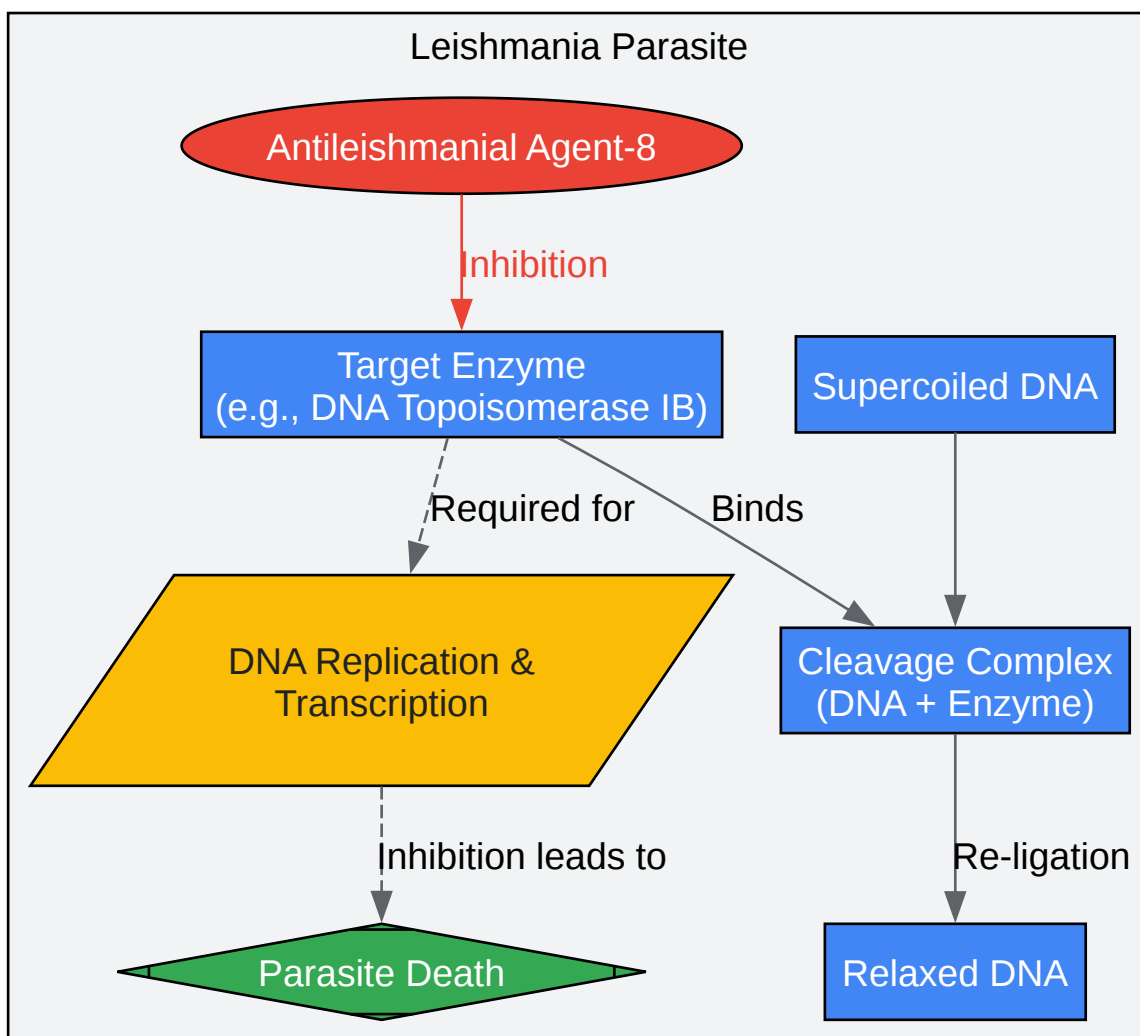 Leishmania Parasite
Antileishmanial Agent-8
Inhibition
Target Enzyme
(e.g., DNA Topoisomerase IB)
Supercoiled DNA
Required for
Binds
DNA Replication &
Transcription
Cleavage Complex
(DNA + Enzyme)
Inhibition leads to
Re-ligation
Parasite Death
Relaxed DNA